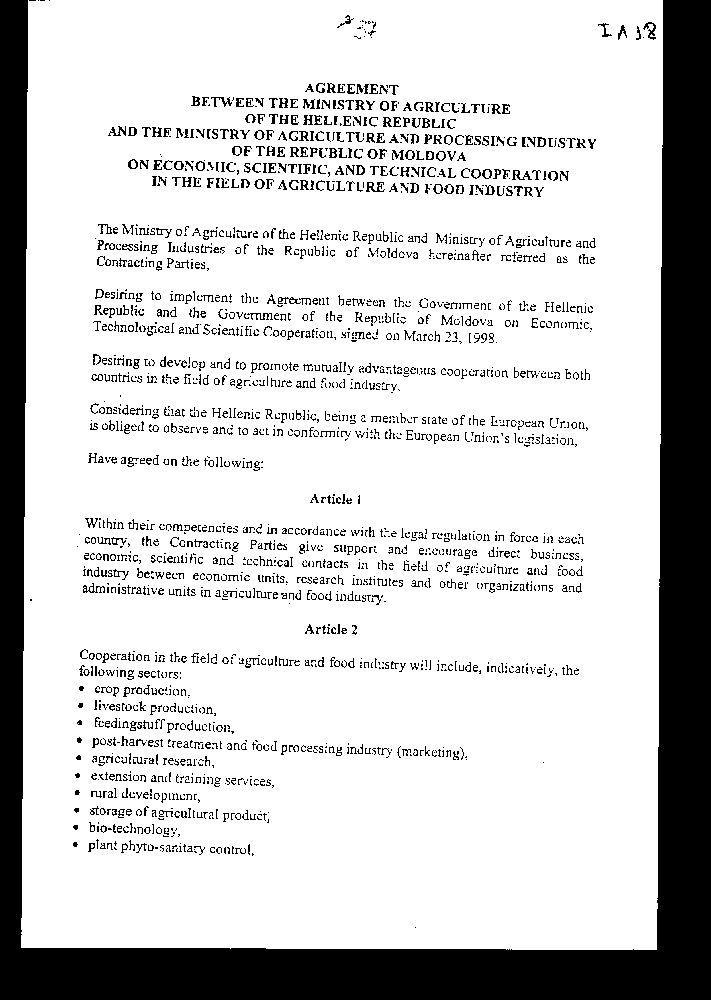 3 37
I A 18
AGREEMENT
BETWEEN THE MINISTRY OF AGRICULTURE
OF THE HELLENIC REPUBLIC
AND THE MINISTRY OF AGRICULTURE AND PROCESSING INDUSTRY
OF THE REPUBLIC OF MOLDOVA
ON ECONOMIC, SCIENTIFIC, AND TECHNICAL COOPERATION
IN THE FIELD OF AGRICULTURE AND FOOD INDUSTRY
The Ministry of Agriculture of the Hellenic Republic and Ministry of Agriculture and
Processing Industries of the Republic of Moldova hereinafter referred as the
Contracting Parties,
Desiring to implement the Agreement between the Government of the Hellenic
Republic and the Government of the Republic of Moldova on Economic,
Technological and Scientific Cooperation, signed on March 23, 1998.
Desiring to develop and to promote mutually advantageous cooperation between both
countries in the field of agriculture and food industry,
Considering that the Hellenic Republic, being a member state of the European Union,
is obliged to observe and to act in conformity with the European Union's legislation,
Have agreed on the following:
Article 1
Within their competencies and in accordance with the legal regulation in force in each
country, the Contracting Parties give support and encourage direct business,
economic, scientific and technical contacts in the field of agriculture and food
industry between economic units, research institutes and other organizations and
administrative units in agriculture and food industry.
Article 2
Cooperation in the field of agriculture and food industry will include, indicatively, the
following sectors:
• crop production,
• livestock production,
• feedingstuff production,
• post-harvest treatment and food processing industry (marketing),
• agricultural research,
• extension and training services,
• rural development,
• storage of agricultural product,
• bio-technology,
• plant phyto-sanitary control,